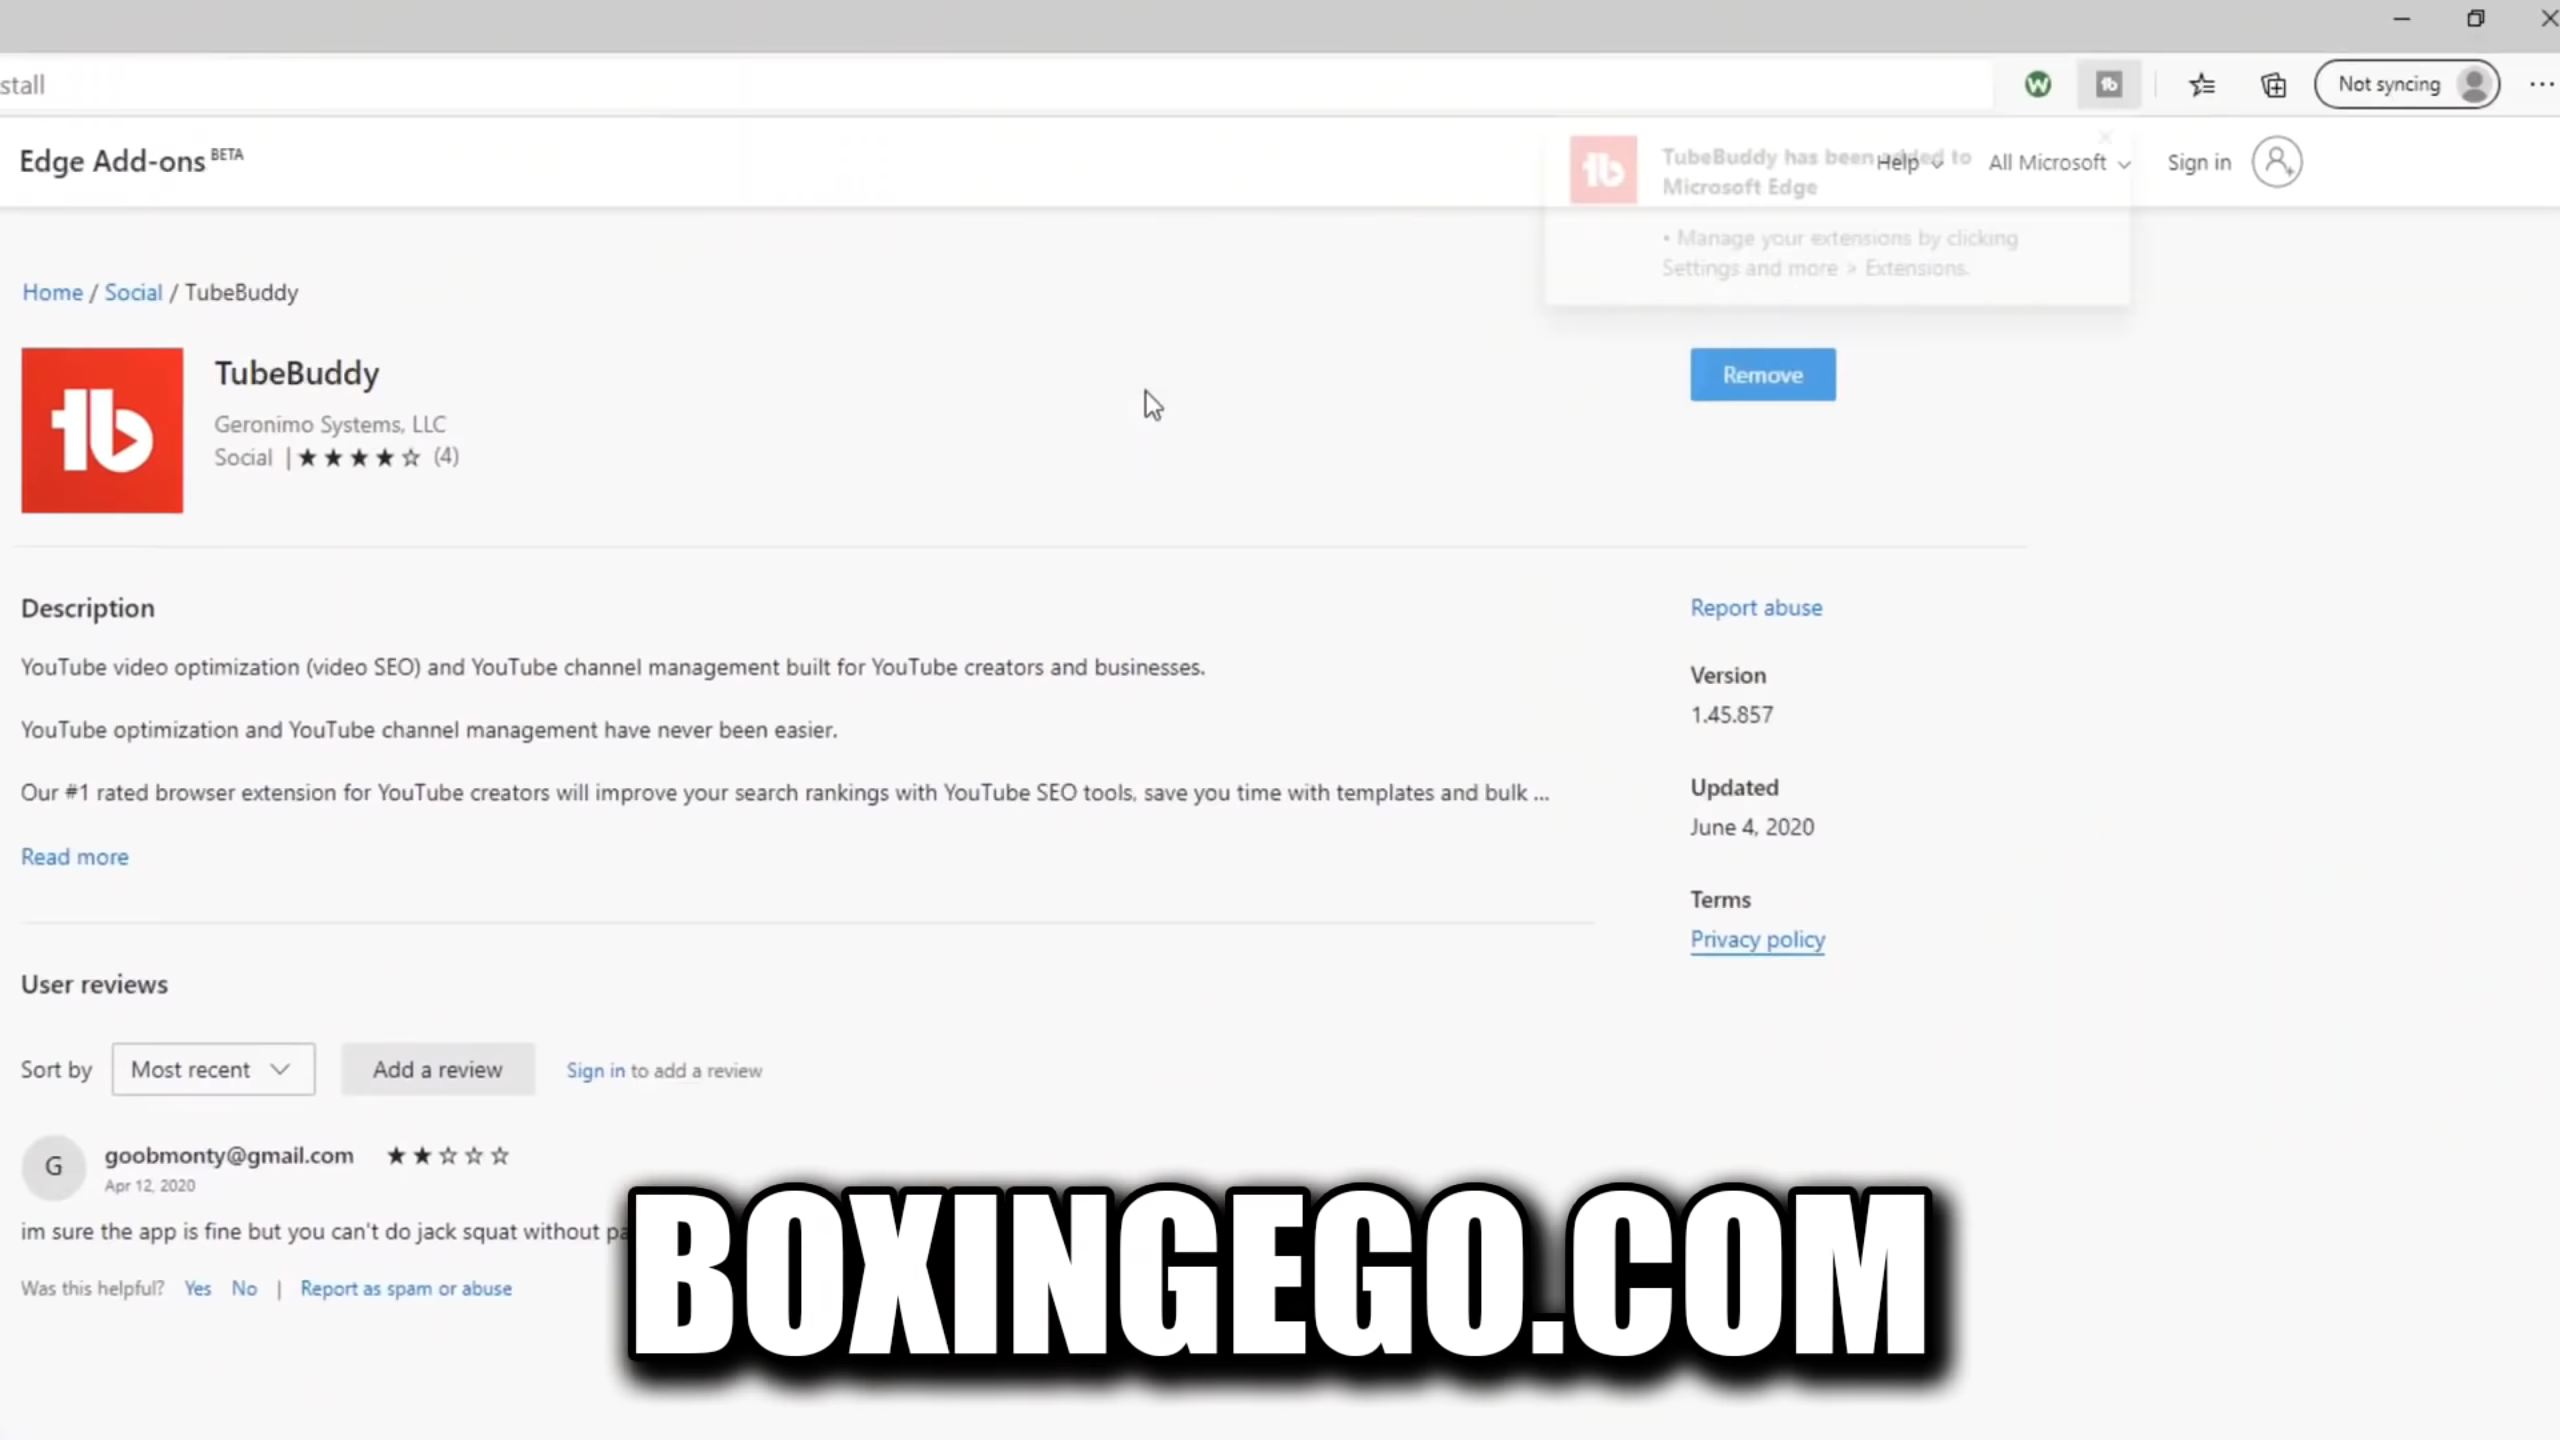 stall
Not syncing
Edge Add-ons BETA
TubeBuddy has been added to
Microsoft Edge
Help
All Microsoft
Sign in
• Manage your extensions by clicking
Settings and more > Extensions.
Home / Social / TubeBuddy
TubeBuddy
Geronimo Systems, LLC
Social | ★★★★☆ (4)
Remove
Description
YouTube video optimization (video SEO) and YouTube channel management built for YouTube creators and businesses.
YouTube optimization and YouTube channel management have never been easier.
Our #1 rated browser extension for YouTube creators will improve your search rankings with YouTube SEO tools, save you time with templates and bulk ...
Read more
Report abuse
Version
1.45.857
Updated
June 4, 2020
Terms
Privacy policy
User reviews
Sort by Most recent Add a review Sign in to add a review
G
goobmonty@gmail.com ★★☆☆☆
Apr 12, 2020
im sure the app is fine but you can't do jack squat without pa
Was this helpful? Yes No | Report as spam or abuse
BOXINGEGO.COM